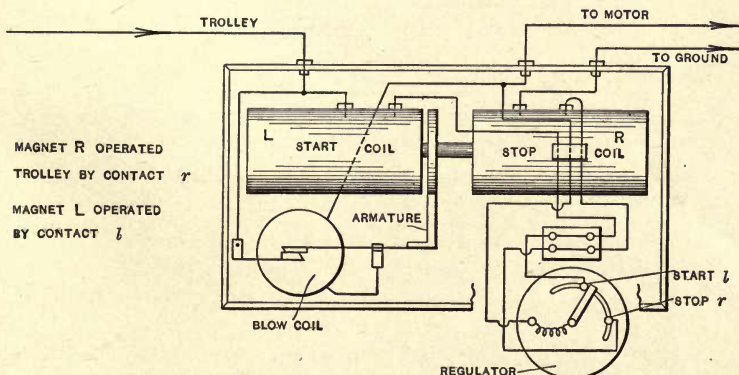 TROLLEY
TO MOTOR
TO GROUND
L
START COIL
R
STOP COIL
MAGNET R OPERATED
TROLLEY BY CONTACT r
MAGNET L OPERATED
BY CONTACT l
ARMATURE
BLOW COIL
START l
STOP r
REGULATOR